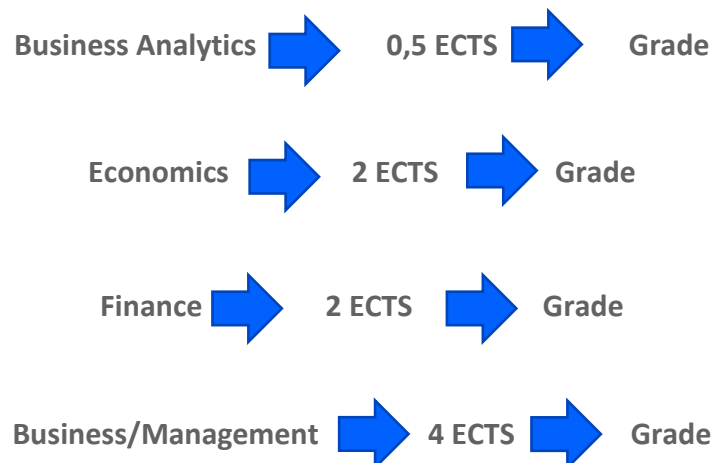 Business Analytics 0,5 ECTS Grade
Economics 2 ECTS Grade
Finance 2 ECTS Grade
Business/Management 4 ECTS Grade